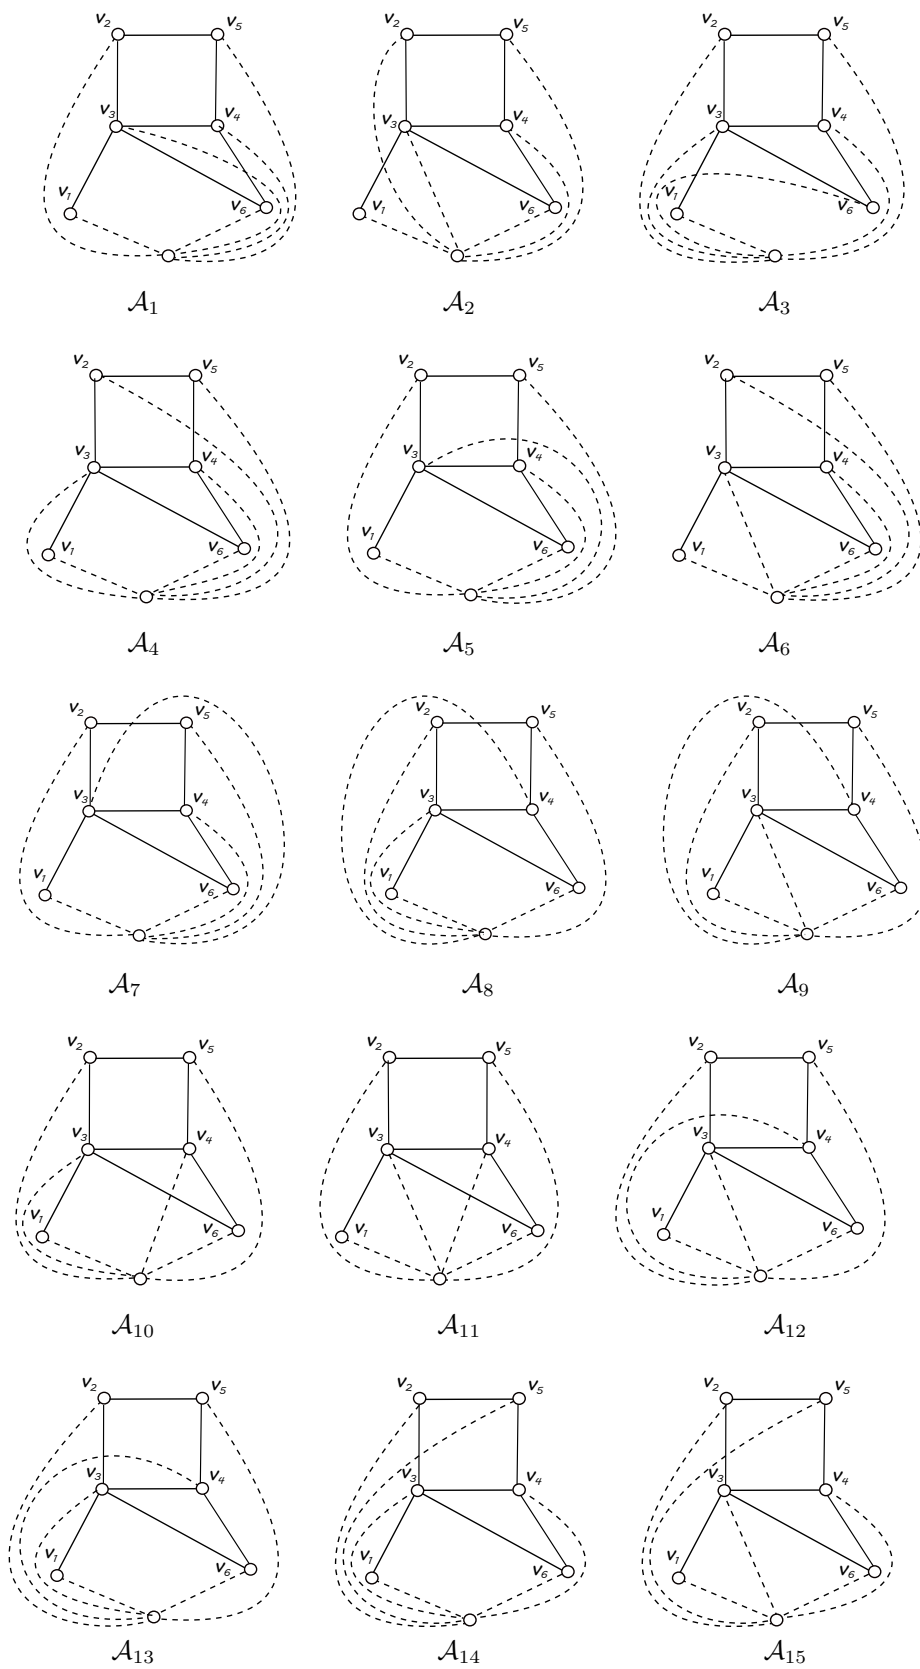 v₂ v₅ v₂ v₅ v₂ v₅
v₃ v₄ v₃ v₄ v₃ v₄
v₁ v₆ v₁ v₆ v₁ v₆
𝒜₁ 𝒜₂ 𝒜₃
v₂ v₅ v₂ v₅ v₂ v₅
v₃ v₄ v₃ v₄ v₃ v₄
v₁ v₆ v₁ v₆ v₁ v₆
𝒜₄ 𝒜₅ 𝒜₆
v₂ v₅ v₂ v₅ v₂ v₅
v₃ v₄ v₃ v₄ v₃ v₄
v₁ v₆ v₁ v₆ v₁ v₆
𝒜₇ 𝒜₈ 𝒜₉
v₂ v₅ v₂ v₅ v₂ v₅
v₃ v₄ v₃ v₄ v₃ v₄
v₁ v₆ v₁ v₆ v₁ v₆
𝒜₁₀ 𝒜₁₁ 𝒜₁₂
v₂ v₅ v₂ v₅ v₂ v₅
v₃ v₄ v₃ v₄ v₃ v₄
v₁ v₆ v₁ v₆ v₁ v₆
𝒜₁₃ 𝒜₁₄ 𝒜₁₅